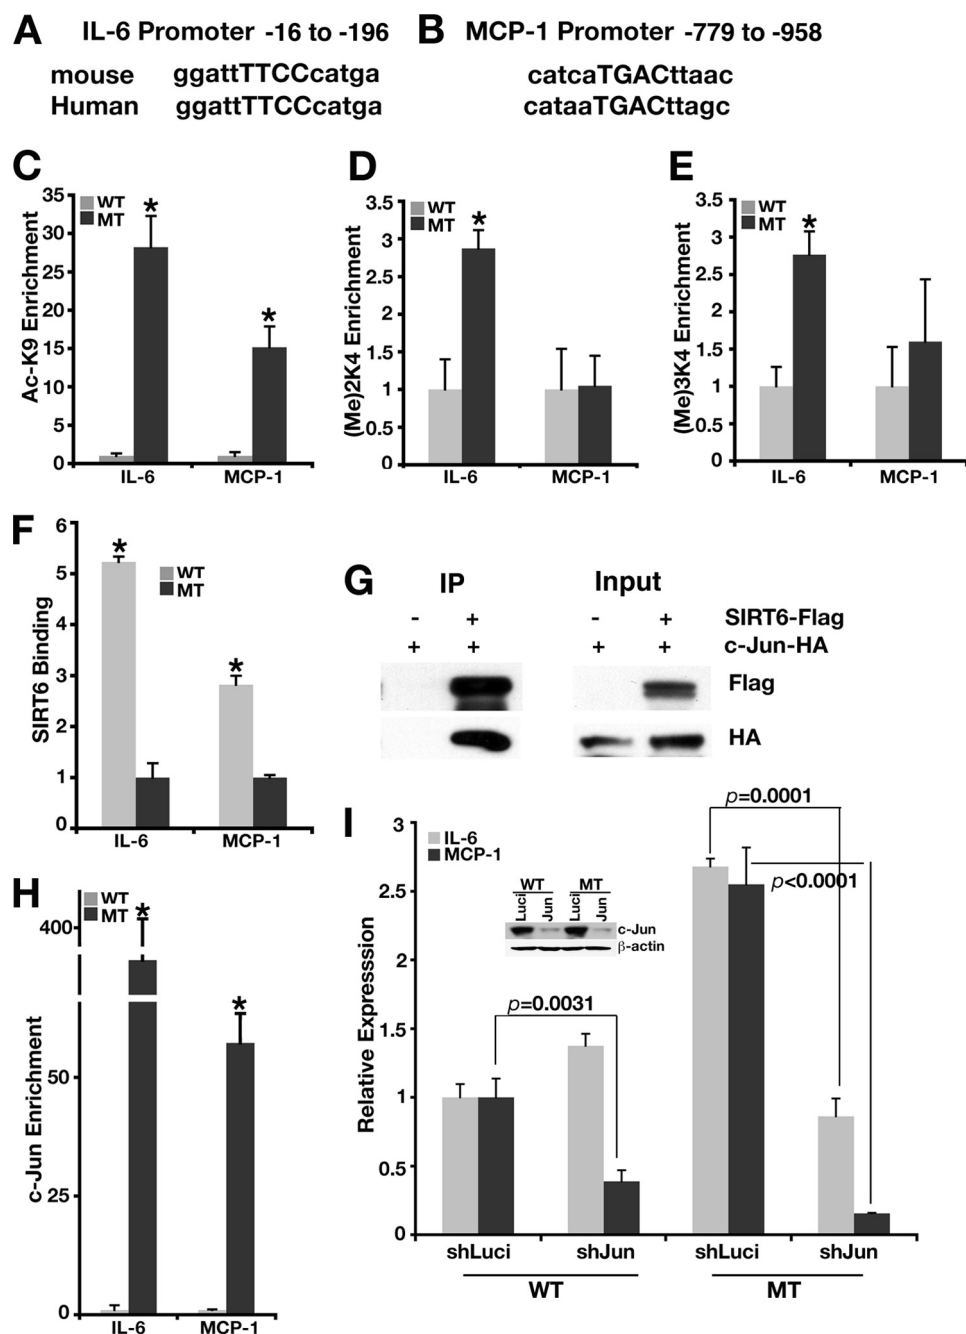 A IL-6 Promoter -16 to -196
mouse ggattTTCCcatga
Human ggattTTCCcatga
B MCP-1 Promoter -779 to -958
catcaTGACttaac
cataaTGACttagc
C
WT
MT
Ac-K9 Enrichment
35
30
25
20
15
10
5
0
*
*
IL-6 MCP-1
D
WT
MT
(Me)2K4 Enrichment
3.5
3
2.5
2
1.5
1
0.5
0
*
IL-6 MCP-1
E
WT
MT
(Me)3K4 Enrichment
3.5
3
2.5
2
1.5
1
0.5
0
*
IL-6 MCP-1
F
WT
MT
SIRT6 Binding
6
5
4
3
2
1
0
*
*
IL-6 MCP-1
G
IP Input
- + - + SIRT6-Flag
+ + + + c-Jun-HA
Flag
HA
H
WT
MT
c-Jun Enrichment
400
50
25
0
*
*
IL-6 MCP-1
I
IL-6
MCP-1
Relative Expresssion
3
2.5
2
1.5
1
0.5
0
WT MT
Luci Jun Luci Jun
c-Jun
β-actin
p=0.0031
p=0.0001
p<0.0001
shLuci shJun shLuci shJun
WT MT